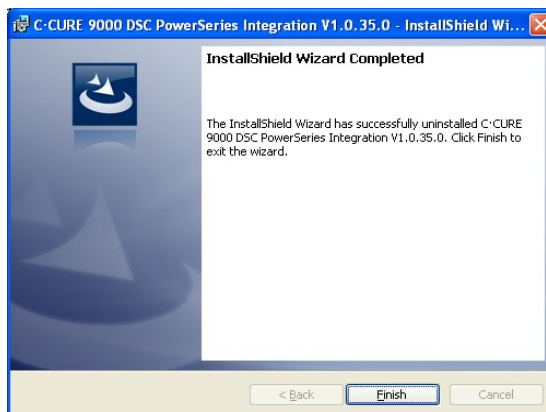 C·CURE 9000 DSC PowerSeries Integration V1.0.35.0 - InstallShield Wi...
InstallShield Wizard Completed
The InstallShield Wizard has successfully uninstalled C·CURE
9000 DSC PowerSeries Integration V1.0.35.0. Click Finish to
exit the wizard.
< Back Finish Cancel